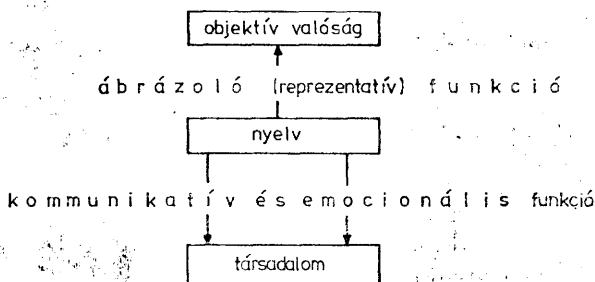 objektív valóság
ábrázoló (reprezentatív) funkció
nyelv
kommunikatív és emocionális funkció
társadalom